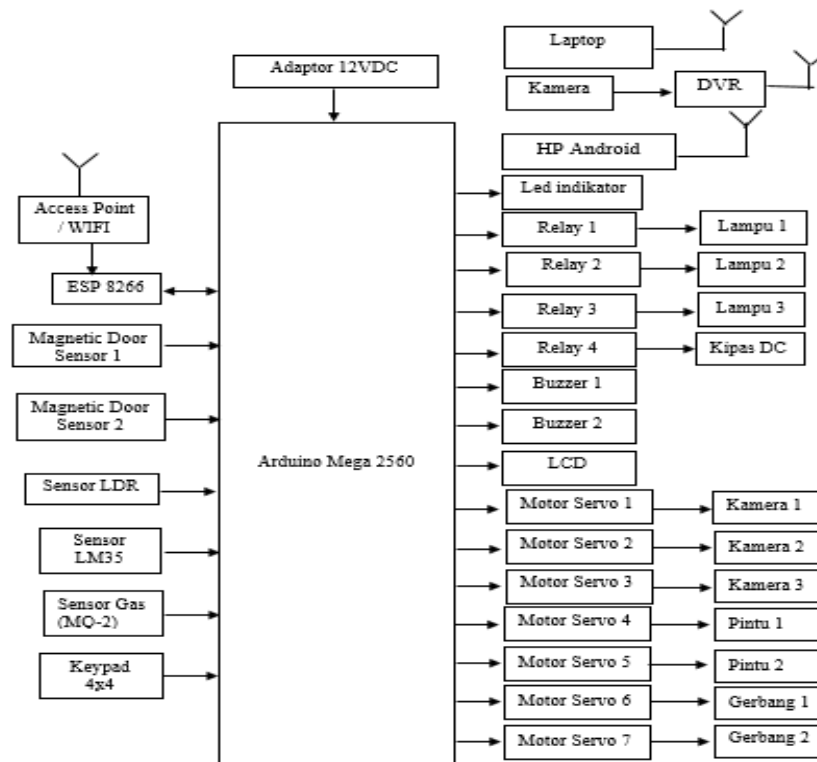 Adaptor 12VDC
Laptop
Kamera
DVR
HP Android
Access Point
/ WIFI
ESP 8266
Magnetic Door
Sensor 1
Magnetic Door
Sensor 2
Sensor LDR
Sensor
LM35
Sensor Gas
(MQ-2)
Keypad
4x4
Arduino Mega 2560
Led indikator
Relay 1
Lampu 1
Relay 2
Lampu 2
Relay 3
Lampu 3
Relay 4
Kipas DC
Buzzer 1
Buzzer 2
LCD
Motor Servo 1
Kamera 1
Motor Servo 2
Kamera 2
Motor Servo 3
Kamera 3
Motor Servo 4
Pintu 1
Motor Servo 5
Pintu 2
Motor Servo 6
Gerbang 1
Motor Servo 7
Gerbang 2